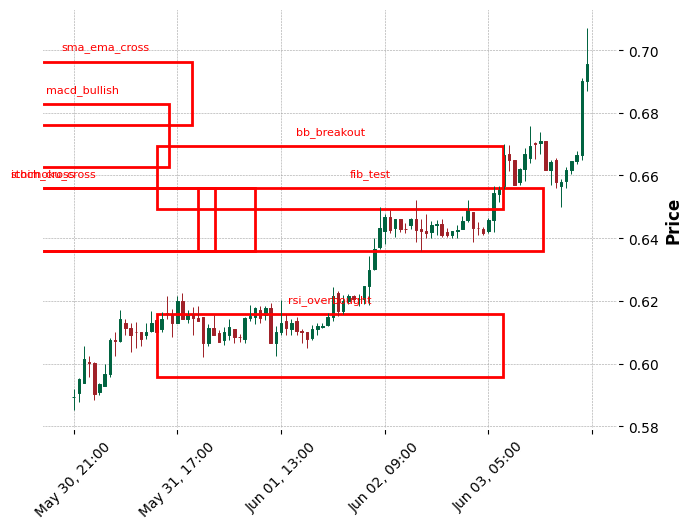 sma_ema_cross
macd_bullish
bb_breakout
fib_test
0.70
0.68
0.66
0.64
0.62
0.60
0.58
Price
May 30, 21:00
May 31, 17:00
Jun 01, 13:00
Jun 02, 09:00
Jun 03, 05:00